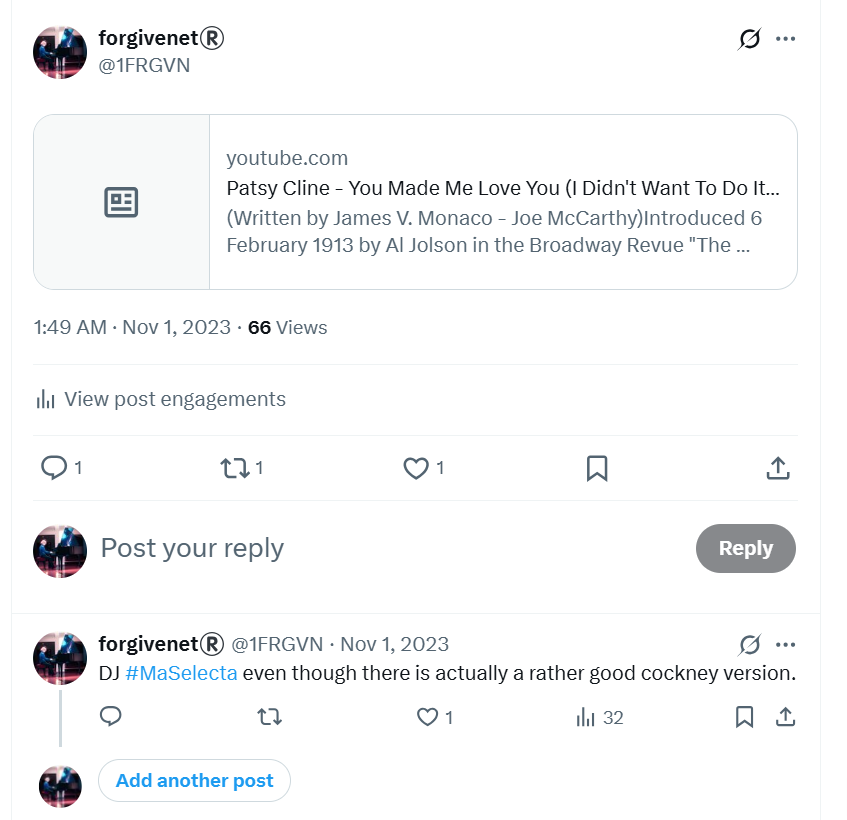 forgivenet®
@1FRGVN
youtube.com
Patsy Cline - You Made Me Love You (I Didn't Want To Do It...
(Written by James V. Monaco - Joe McCarthy)Introduced 6
February 1913 by Al Jolson in the Broadway Revue "The ...
1:49 AM · Nov 1, 2023 · 66 Views
View post engagements
1 1 1
Post your reply
Reply
forgivenet® @1FRGVN · Nov 1, 2023
DJ #MaSelecta even though there is actually a rather good cockney version.
1 32
Add another post